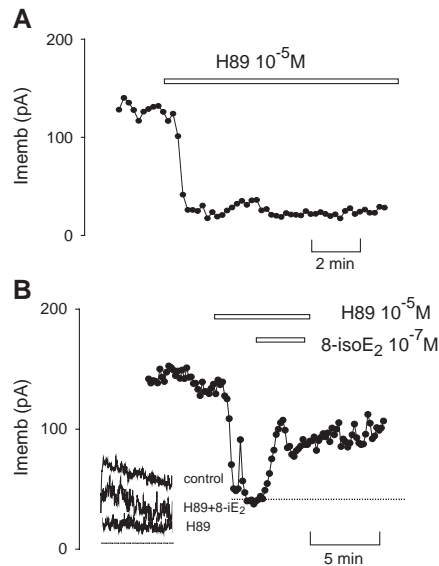 A
H89 10⁻⁵M
200
100
0
Imemb (pA)
2 min
B
H89 10⁻⁵M
8-isoE₂ 10⁻⁷M
200
100
0
Imemb (pA)
control
H89+8-iE₂
H89
5 min